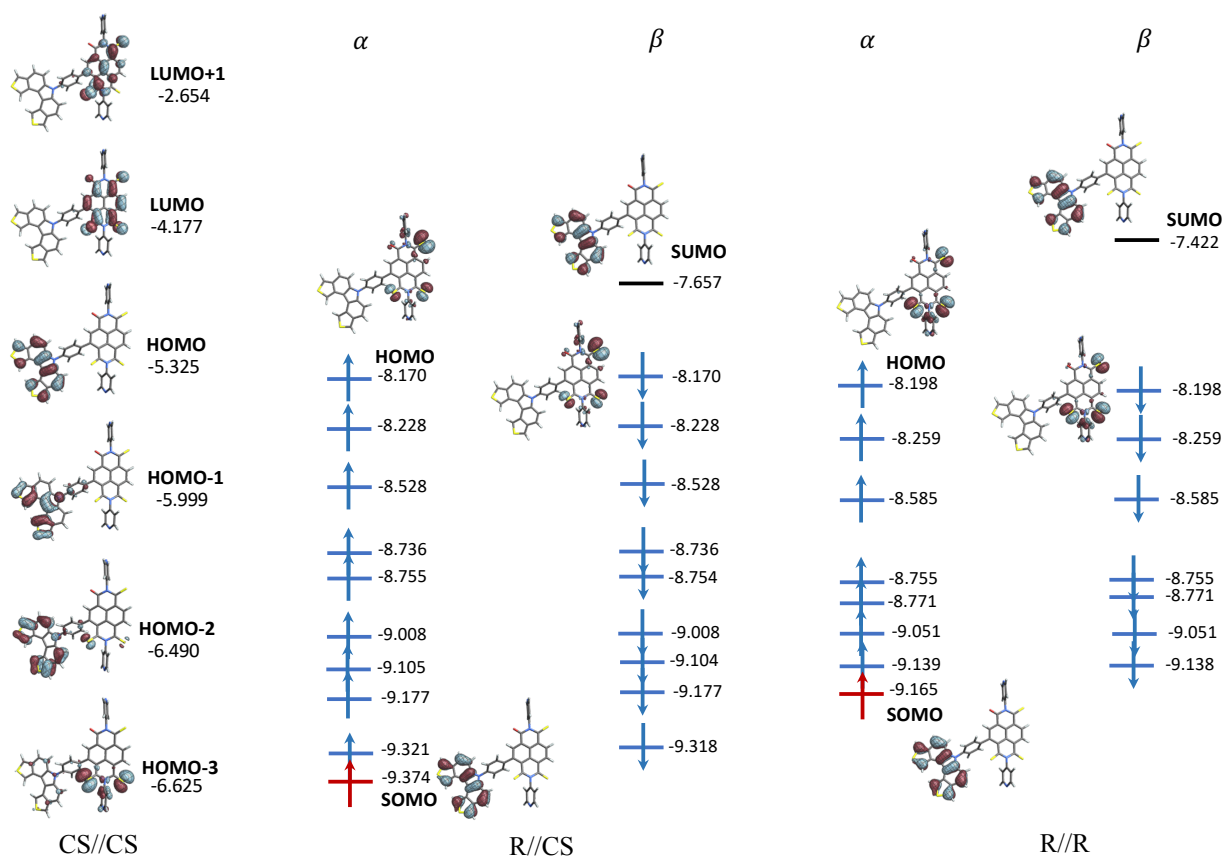 LUMO+1
-2.654
LUMO
-4.177
HOMO
-5.325
HOMO-1
-5.999
HOMO-2
-6.490
HOMO-3
-6.625
CS//CS
α
β
SUMO
-7.657
HOMO
-8.170
-8.170
-8.228
-8.228
-8.528
-8.528
-8.736
-8.736
-8.755
-8.754
-9.008
-9.008
-9.105
-9.104
-9.177
-9.177
-9.321
-9.318
-9.374
SOMO
R//CS
α
β
SUMO
-7.422
HOMO
-8.198
-8.198
-8.259
-8.259
-8.585
-8.585
-8.755
-8.755
-8.771
-8.771
-9.051
-9.051
-9.139
-9.138
-9.165
SOMO
R//R